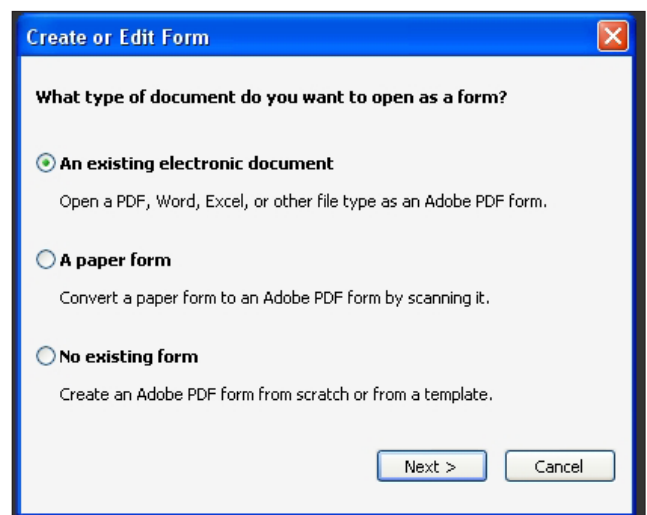 Create or Edit Form
What type of document do you want to open as a form?
An existing electronic document
Open a PDF, Word, Excel, or other file type as an Adobe PDF form.
A paper form
Convert a paper form to an Adobe PDF form by scanning it.
No existing form
Create an Adobe PDF form from scratch or from a template.
Next > Cancel